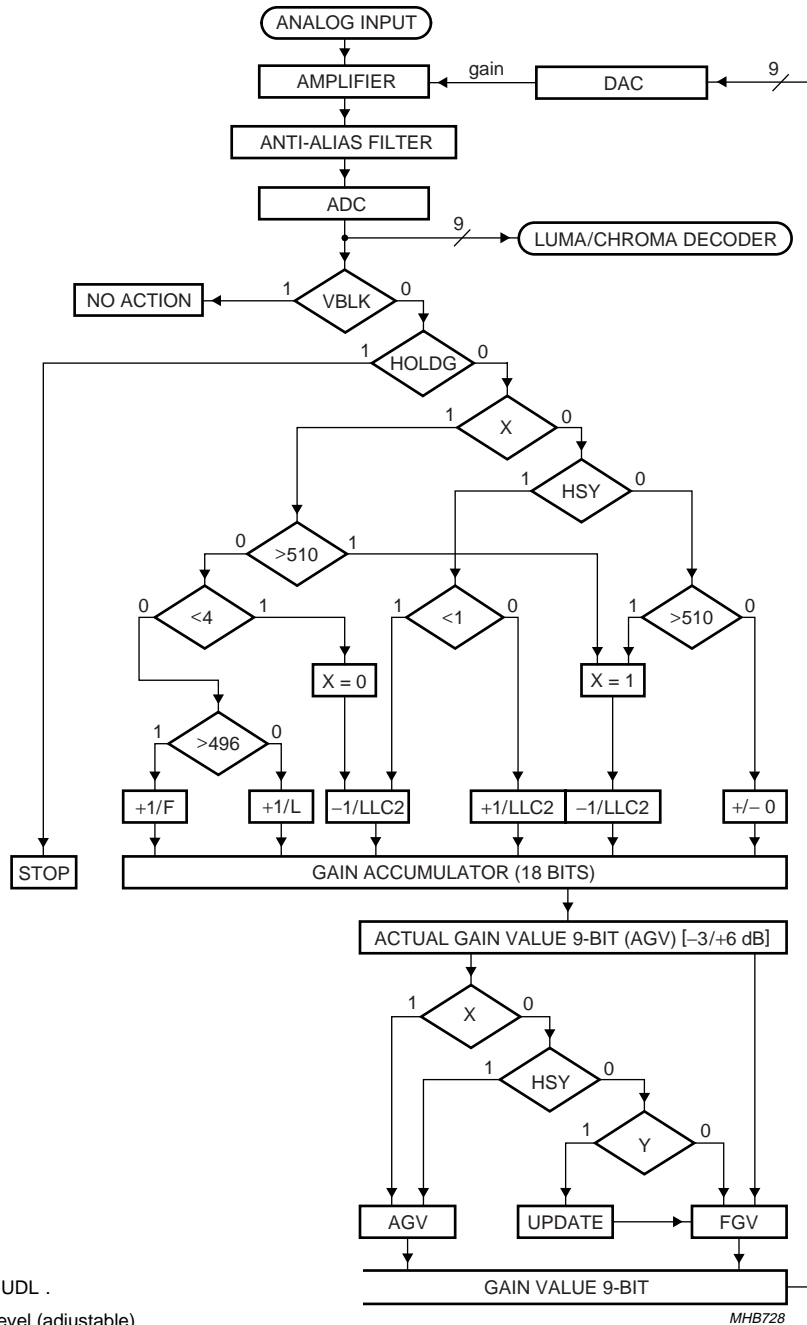 ANALOG INPUT
AMPLIFIER
gain
DAC
9
ANTI-ALIAS FILTER
ADC
9
LUMA/CHROMA DECODER
NO ACTION
1
VBLK
0
1
HOLDG
0
1
X
0
1
HSY
0
0
>510
1
0
<4
1
1
<1
0
1
>510
0
X = 0
X = 1
1
>496
0
+1/F
+1/L
−1/LLC2
+1/LLC2
−1/LLC2
+/− 0
STOP
GAIN ACCUMULATOR (18 BITS)
ACTUAL GAIN VALUE 9-BIT (AGV) [−3/+6 dB]
1
X
0
1
HSY
0
1
Y
0
AGV
UPDATE
FGV
UDL .
GAIN VALUE 9-BIT
evel (adjustable)
MHB728